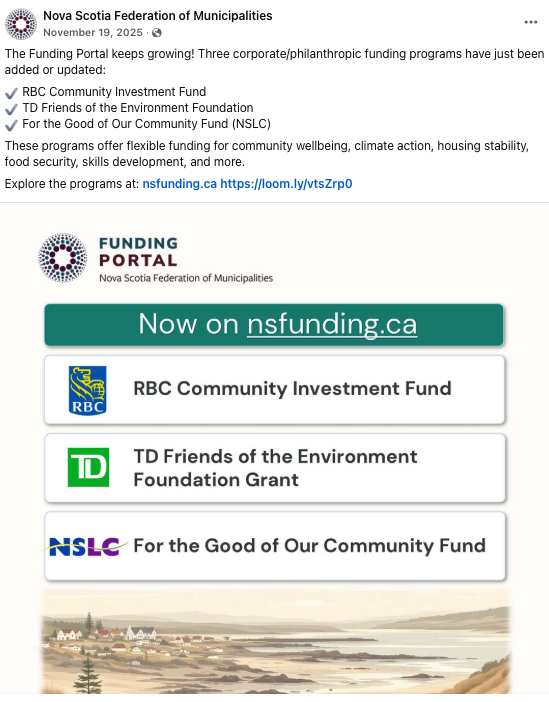 Nova Scotia Federation of Municipalities
November 19, 2025 ·
The Funding Portal keeps growing! Three corporate/philanthropic funding programs have just been
added or updated:
✔ RBC Community Investment Fund
✔ TD Friends of the Environment Foundation
✔ For the Good of Our Community Fund (NSLC)
These programs offer flexible funding for community wellbeing, climate action, housing stability,
food security, skills development, and more.
Explore the programs at: nsfunding.ca https://loom.ly/vtsZrp0
FUNDING
PORTAL
Nova Scotia Federation of Municipalities
Now on nsfunding.ca
RBC
RBC Community Investment Fund
TD
TD Friends of the Environment
Foundation Grant
NSLC
For the Good of Our Community Fund